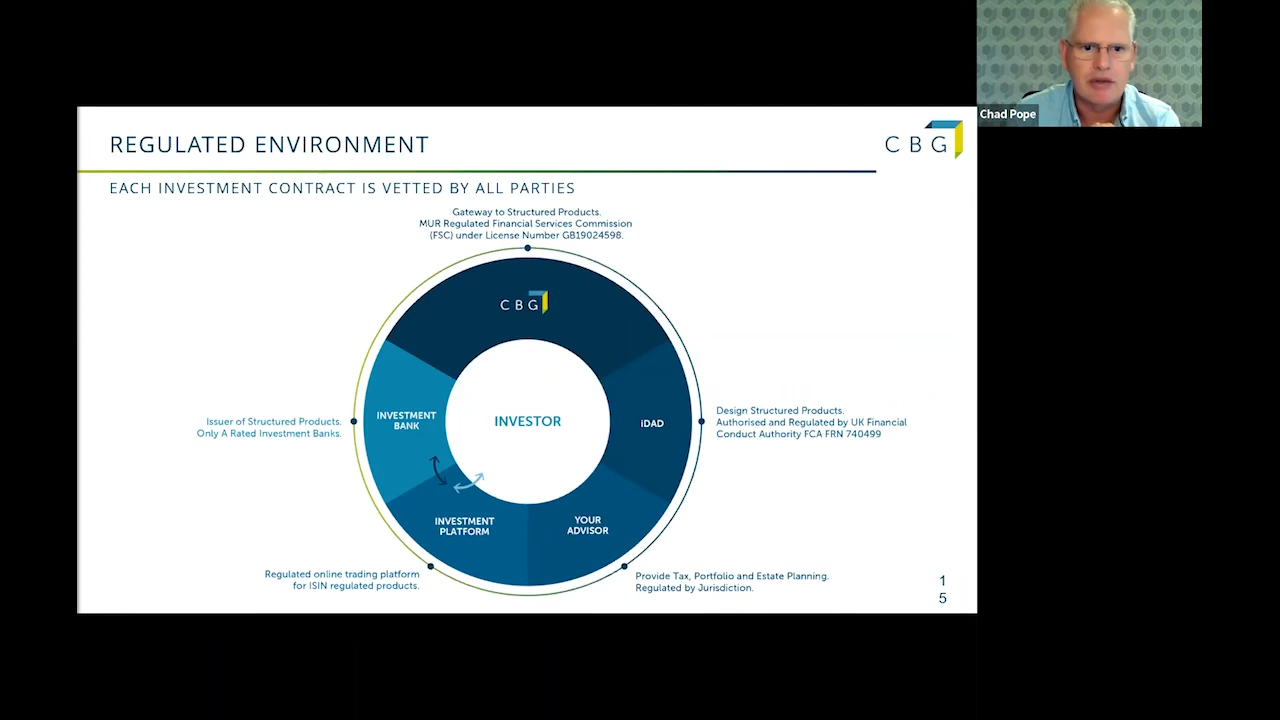 Chad Pope
REGULATED ENVIRONMENT
CBG
EACH INVESTMENT CONTRACT IS VETTED BY ALL PARTIES
Gateway to Structured Products.
MUR Regulated Financial Services Commission
(FSC) under License Number GB19024598.
CBG
INVESTMENT
BANK
INVESTOR
iDAD
Issuer of Structured Products.
Only A Rated Investment Banks.
Design Structured Products.
Authorised and Regulated by UK Financial
Conduct Authority FCA FRN 740499
INVESTMENT
PLATFORM
YOUR
ADVISOR
Regulated online trading platform
for ISIN regulated products.
Provide Tax, Portfolio and Estate Planning.
Regulated by Jurisdiction.
1
5